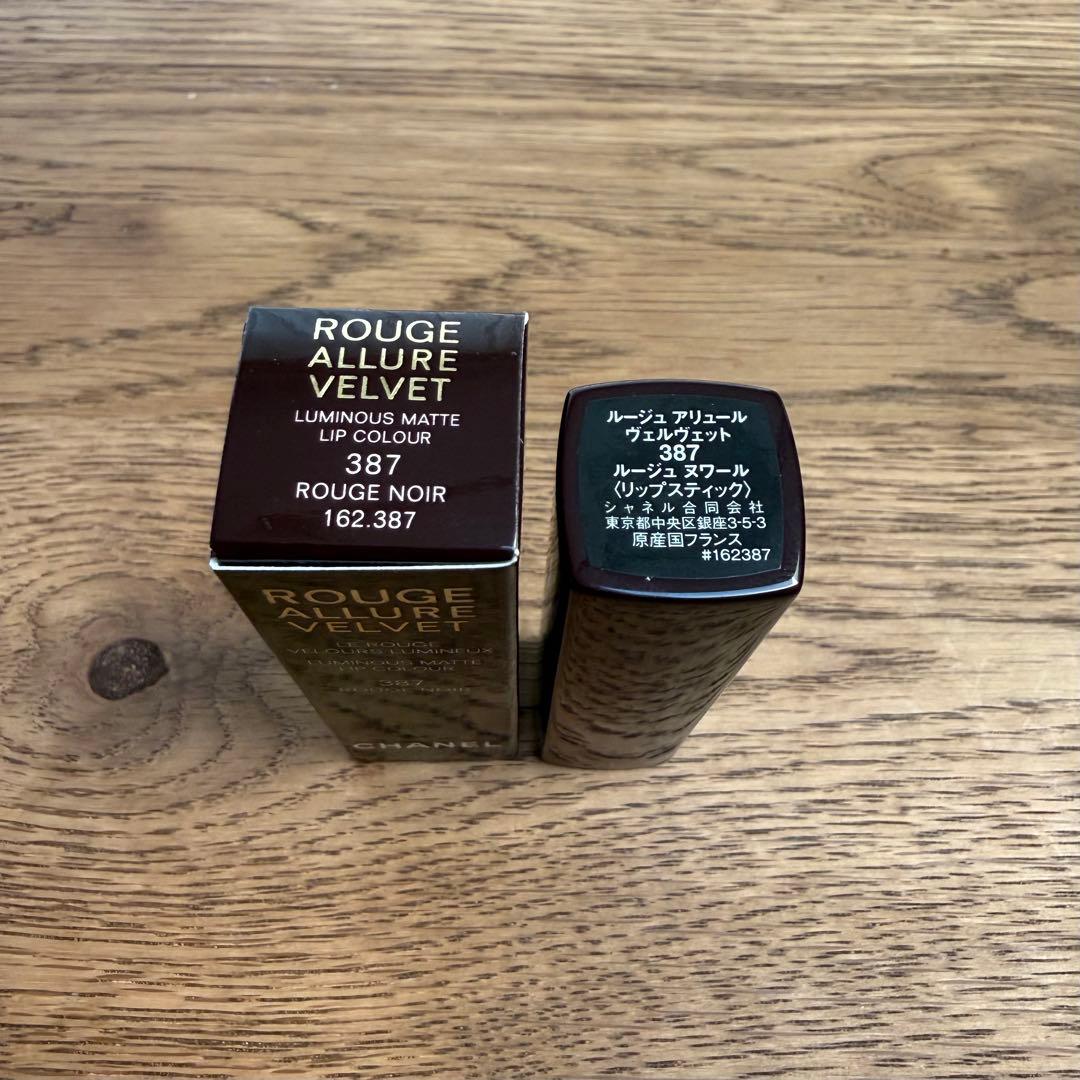 ROUGE
ALLURE
VELVET
LUMINOUS MATTE
LIP COLOUR
387
ROUGE NOIR
162.387
ROUGE
ALLURE
VELVET
LE ROUGE
VELOURS LUMINEUX
LUMINOUS MATTE
LIP COLOUR
387
ROUGE NOIR
CHANEL
ルージュ アリュール
ヴェルヴェット
387
ルージュ ヌワール
〈リップスティック〉
シャネル合同会社
東京都中央区銀座3-5-3
原産国フランス
#162387